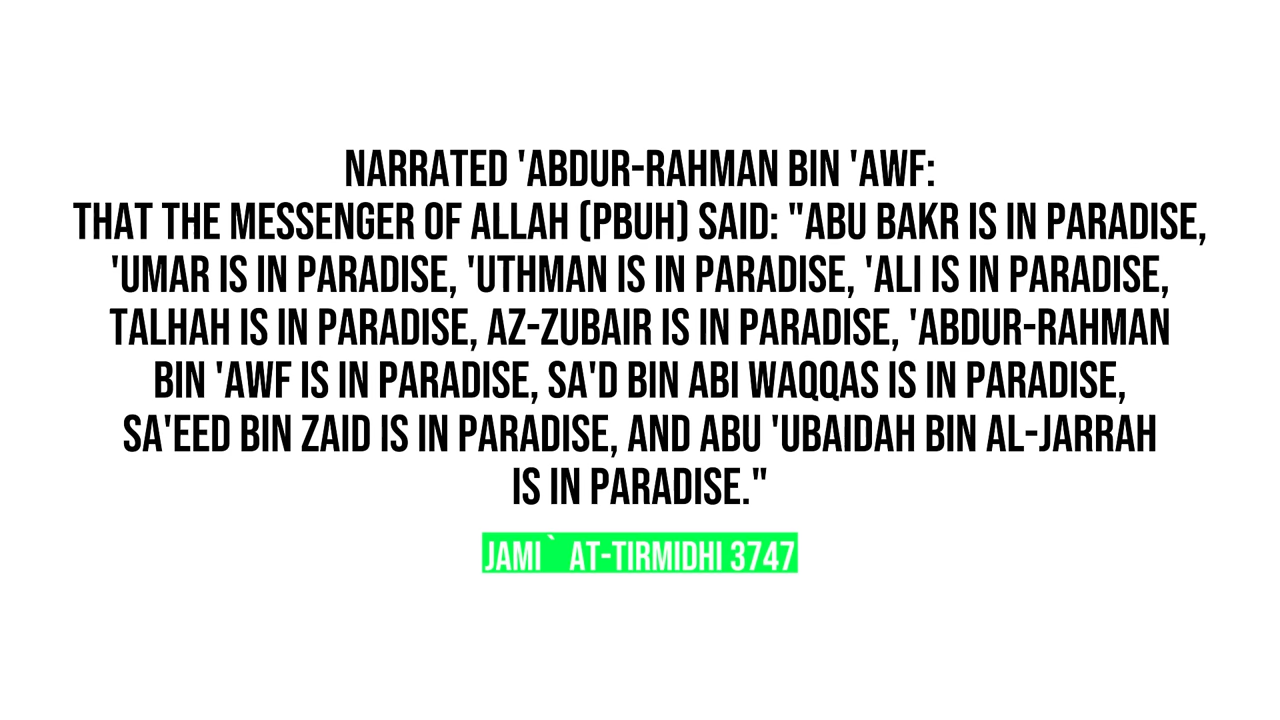 NARRATED 'ABDUR-RAHMAN BIN 'AWF:
THAT THE MESSENGER OF ALLAH (PBUH) SAID: "ABU BAKR IS IN PARADISE,
'UMAR IS IN PARADISE, 'UTHMAN IS IN PARADISE, 'ALI IS IN PARADISE,
TALHAH IS IN PARADISE, AZ-ZUBAIR IS IN PARADISE, 'ABDUR-RAHMAN
BIN 'AWF IS IN PARADISE, SA'D BIN ABI WAQQAS IS IN PARADISE,
SA'EED BIN ZAID IS IN PARADISE, AND ABU 'UBAIDAH BIN AL-JARRAH
IS IN PARADISE."
JAMI` AT-TIRMIDHI 3747